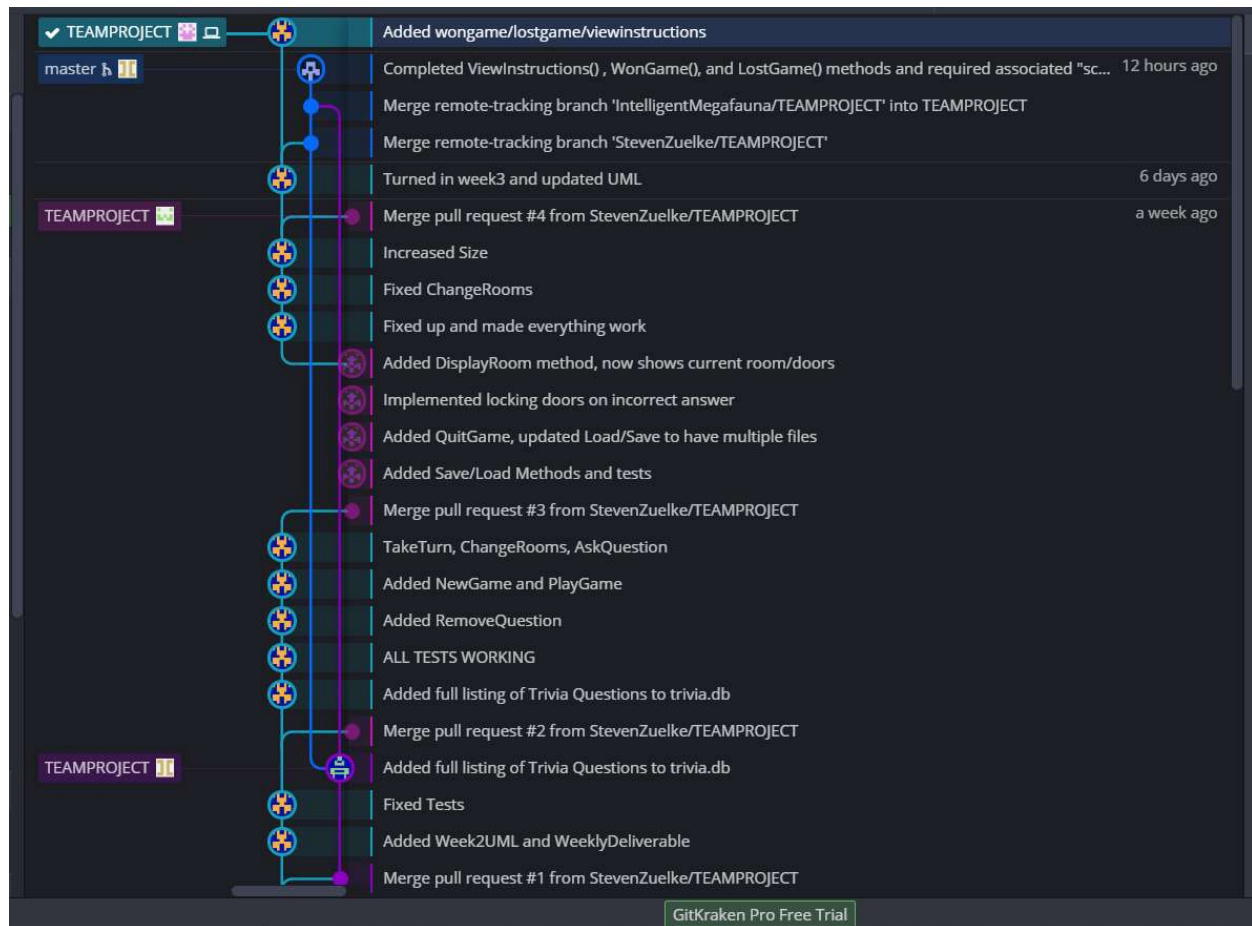 TEAMPROJECT Added wongame/lostgame/viewinstructions
master Completed ViewInstructions() , WonGame(), and LostGame() methods and required associated "sc... 12 hours ago
Merge remote-tracking branch 'IntelligentMegafauna/TEAMPROJECT' into TEAMPROJECT
Merge remote-tracking branch 'StevenZuelke/TEAMPROJECT'
Turned in week3 and updated UML 6 days ago
TEAMPROJECT Merge pull request #4 from StevenZuelke/TEAMPROJECT a week ago
Increased Size
Fixed ChangeRooms
Fixed up and made everything work
Added DisplayRoom method, now shows current room/doors
Implemented locking doors on incorrect answer
Added QuitGame, updated Load/Save to have multiple files
Added Save/Load Methods and tests
Merge pull request #3 from StevenZuelke/TEAMPROJECT
TakeTurn, ChangeRooms, AskQuestion
Added NewGame and PlayGame
Added RemoveQuestion
ALL TESTS WORKING
Added full listing of Trivia Questions to trivia.db
Merge pull request #2 from StevenZuelke/TEAMPROJECT
TEAMPROJECT Added full listing of Trivia Questions to trivia.db
Fixed Tests
Added Week2UML and WeeklyDeliverable
Merge pull request #1 from StevenZuelke/TEAMPROJECT
GitKraken Pro Free Trial